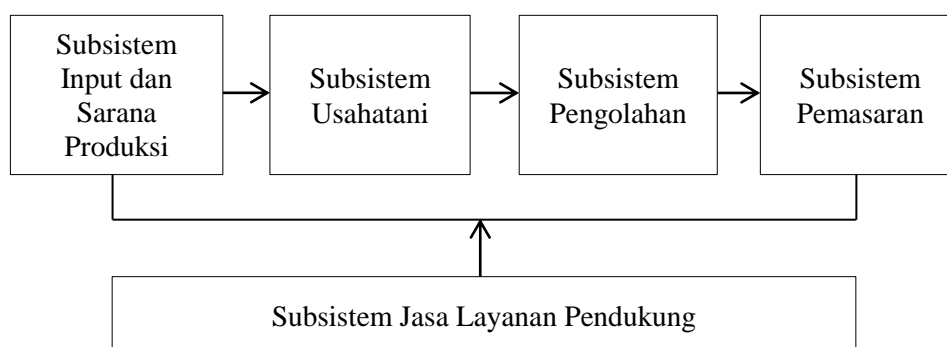 Subsistem
Input dan
Sarana
Produksi
Subsistem
Usahatani
Subsistem
Pengolahan
Subsistem
Pemasaran
Subsistem Jasa Layanan Pendukung